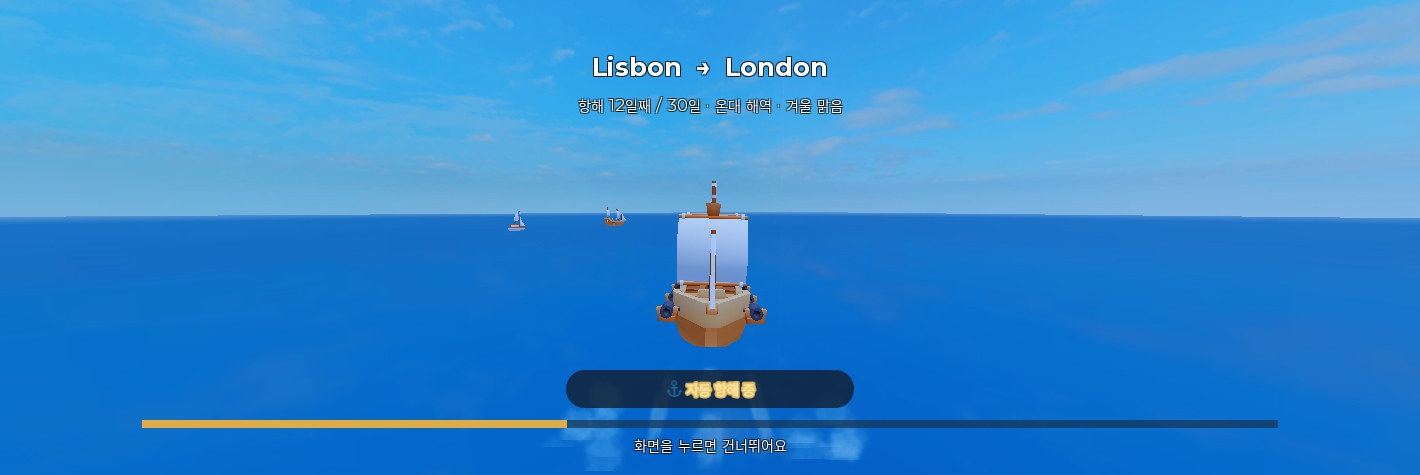 Lisbon → London
항해 12일째 / 30일 · 온대 해역 · 겨울 맑음
⚓ 자동 항해 중
화면을 누르면 건너뛰어요